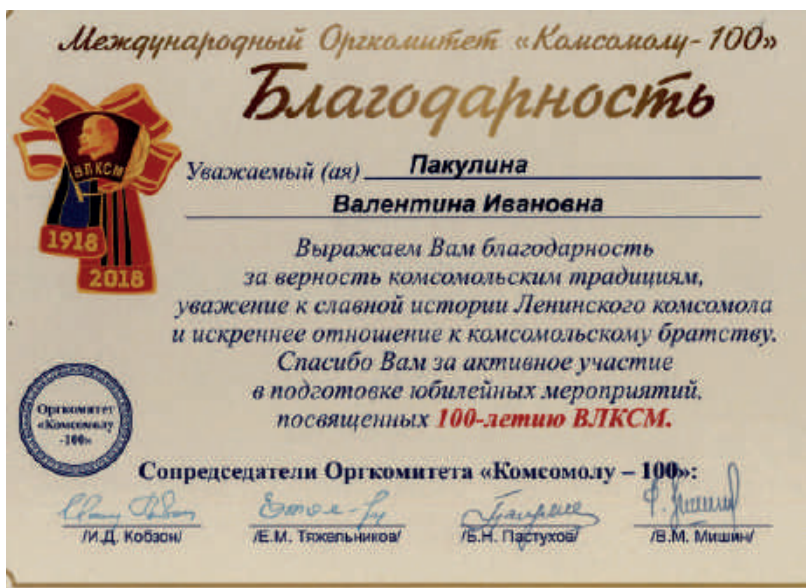 Международный Оргкомитет «Комсомолу-100»
Благодарность
ВЛКСМ
1918
2018
Уважаемый (ая) Пакулина
Валентина Ивановна
Выражаем Вам благодарность
за верность комсомольским традициям,
уважение к славной истории Ленинского комсомола
и искреннее отношение к комсомольскому братству.
Спасибо Вам за активное участие
в подготовке юбилейных мероприятий,
посвященных 100-летию ВЛКСМ.
Оргкомитет
«Комсомолу
-100»
Сопредседатели Оргкомитета «Комсомолу – 100»:
/И.Д. Кобзон/ /Е.М. Тяжельников/ /Б.Н. Пастухов/ /В.М. Мишин/